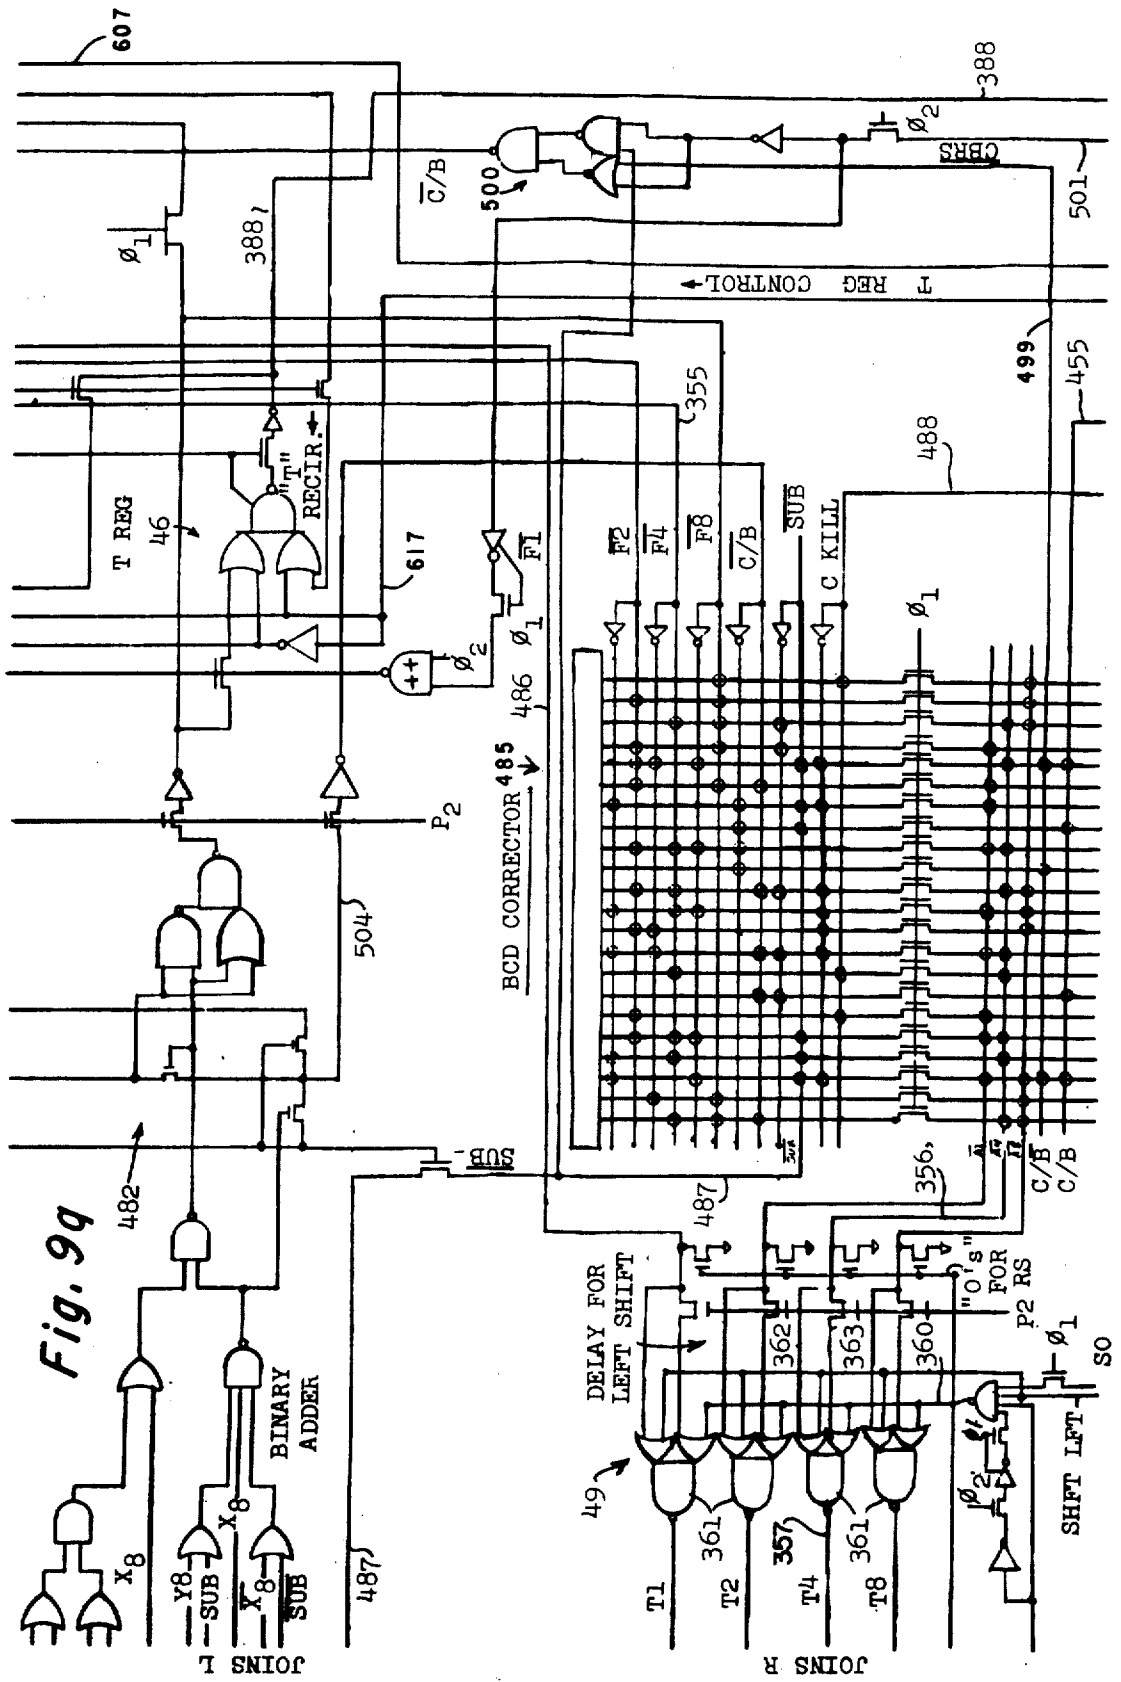 607
388
Ø2
CBRS
501
C/B
500
Ø1
388
T REG CONTROL
499
455
355
488
T REG
46
"T"
RECIR.
617
F1
Ø1
Ø2
486
F2
F4
F8
C/B
SUB
C KILL
Ø1
BCD CORRECTOR
485
P2
504
482
SUB
487
SUB
356
C/B
C/B
Fig. 9q
"O's"
FOR
RS
P2
DELAY FOR
LEFT SHIFT
362
363
360
Ø1
SO
BINARY
ADDER
49
Ø1
Ø2
SHFT LFT
X8
Y8
SUB
X8
X8
SUB
487
361
357
361
T1
T2
T4
T8
JOINS L
JOINS R